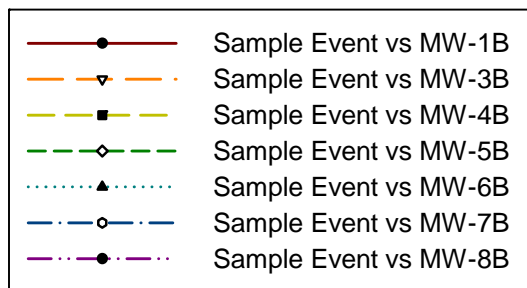 Sample Event vs MW-1B
Sample Event vs MW-3B
Sample Event vs MW-4B
Sample Event vs MW-5B
Sample Event vs MW-6B
Sample Event vs MW-7B
Sample Event vs MW-8B